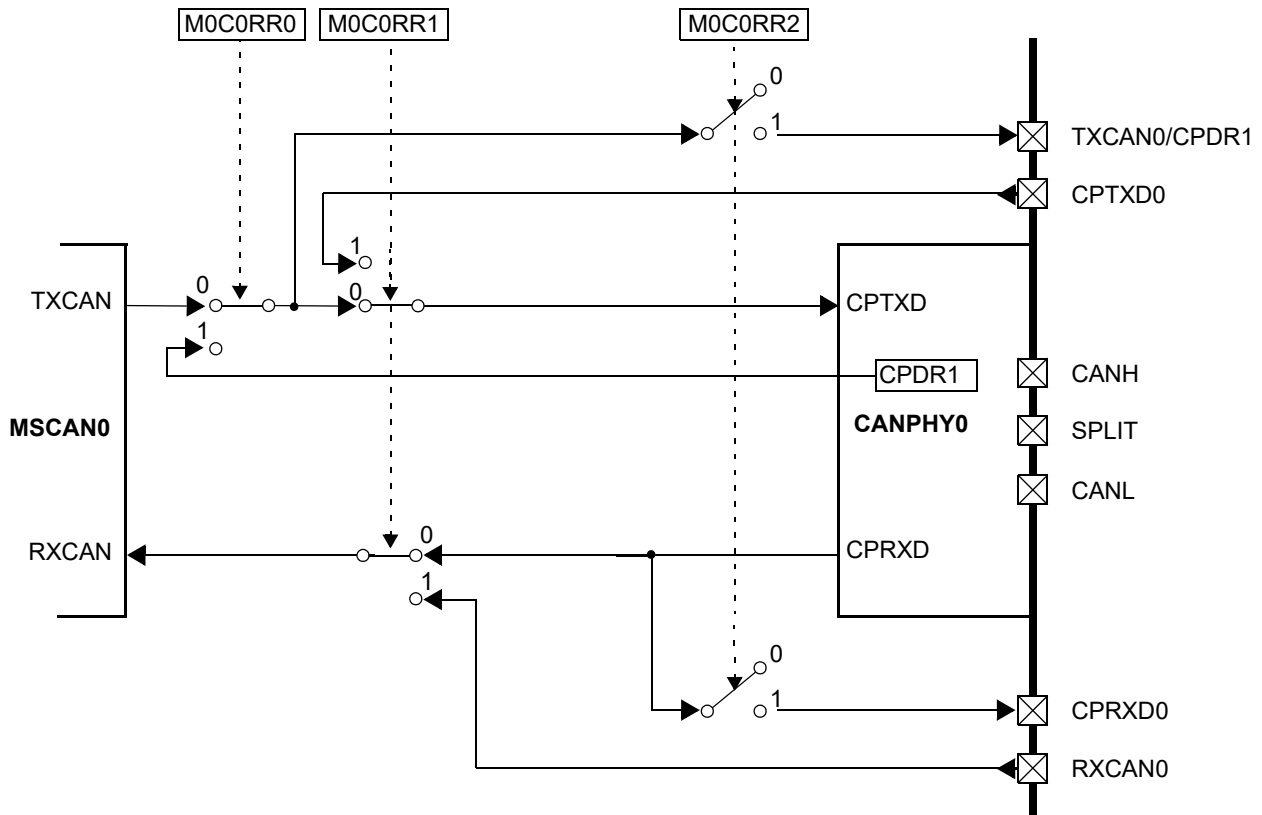 M0C0RR0 M0C0RR1 M0C0RR2
0
1 TXCAN0/CPDR1
CPTXD0
1
TXCAN 0 0 CPTXD
1
CPDR1 CANH
MSCAN0 CANPHY0 SPLIT
CANL
RXCAN 0 CPRXD
1
0
1 CPRXD0
RXCAN0